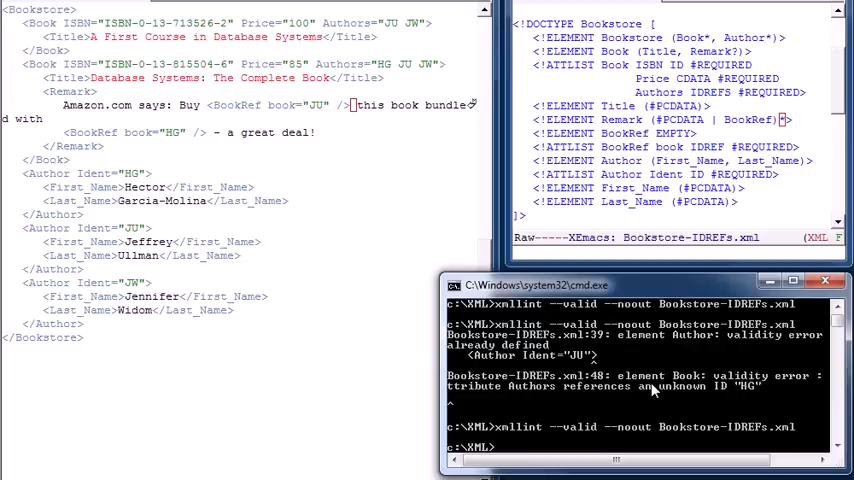 <Bookstore>
<Book ISBN="ISBN-0-13-713526-2" Price="100" Authors="JU JW">
<Title>A First Course in Database Systems</Title>
</Book>
<Book ISBN="ISBN-0-13-815504-6" Price="85" Authors="HG JU JW">
<Title>Database Systems: The Complete Book</Title>
<Remark>
Amazon.com says: Buy <BookRef book="JU" /> this book bundle
d with
<BookRef book="HG" /> - a great deal!
</Remark>
</Book>
<Author Ident="HG">
<First_Name>Hector</First_Name>
<Last_Name>Garcia-Molina</Last_Name>
</Author>
<Author Ident="JU">
<First_Name>Jeffrey</First_Name>
<Last_Name>Ullman</Last_Name>
</Author>
<Author Ident="JW">
<First_Name>Jennifer</First_Name>
<Last_Name>Widom</Last_Name>
</Author>
</Bookstore>
<!DOCTYPE Bookstore [
<!ELEMENT Bookstore (Book*, Author*)>
<!ELEMENT Book (Title, Remark?)>
<!ATTLIST Book ISBN ID #REQUIRED
Price CDATA #REQUIRED
Authors IDREFS #REQUIRED>
<!ELEMENT Title (#PCDATA)>
<!ELEMENT Remark (#PCDATA | BookRef)*>
<!ELEMENT BookRef EMPTY>
<!ATTLIST BookRef book IDREF #REQUIRED>
<!ELEMENT Author (First_Name, Last_Name)>
<!ATTLIST Author Ident ID #REQUIRED>
<!ELEMENT First_Name (#PCDATA)>
<!ELEMENT Last_Name (#PCDATA)>
]>
Raw-----XEmacs: Bookstore-IDREFs.xml (XML F
C:\Windows\system32\cmd.exe
c:\XML>xmllint --valid --noout Bookstore-IDREFs.xml
c:\XML>xmllint --valid --noout Bookstore-IDREFs.xml
Bookstore-IDREFs.xml:39: element Author: validity error
already defined
<Author Ident="JU">
^
Bookstore-IDREFs.xml:48: element Book: validity error :
ttribute Authors references an unknown ID "HG"
^
c:\XML>xmllint --valid --noout Bookstore-IDREFs.xml
c:\XML>